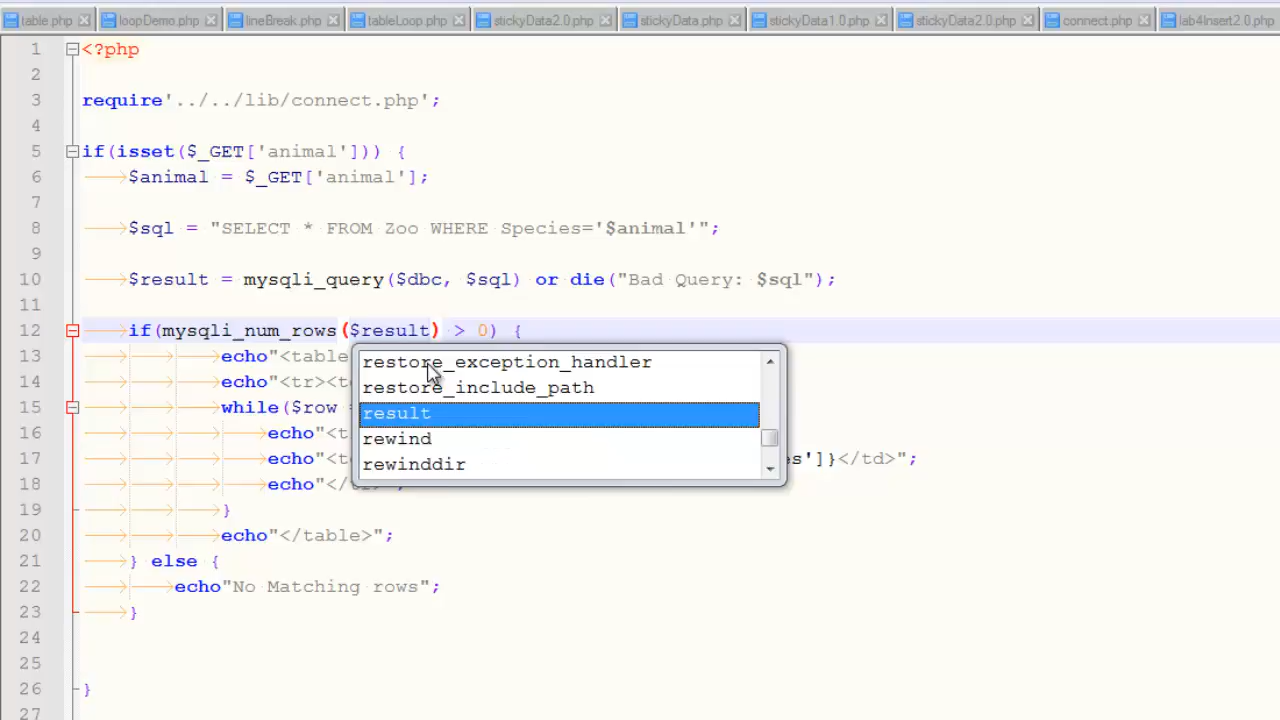 table.php loopDemo.php lineBreak.php tableLoop.php stickyData2.0.php stickyData.php stickyData1.0.php stickyData2.0.php connect.php lab4Insert2.0.php
1 <?php
2
3 require'../../lib/connect.php';
4
5 if(isset($_GET['animal'])) {
6 $animal = $_GET['animal'];
7
8 $sql = "SELECT * FROM Zoo WHERE Species='$animal'";
9
10 $result = mysqli_query($dbc, $sql) or die("Bad Query: $sql");
11
12 if(mysqli_num_rows($result) > 0) {
13 echo"<table
restore_exception_handler
14 echo"<tr><t
restore_include_path
15 while($row
result
16 echo"<t
rewind
17 echo"<t s']}</td>";
rewinddir
18 echo"</
19 }
20 echo"</table>";
21 } else {
22 echo"No Matching rows";
23 }
24
25
26 }
27